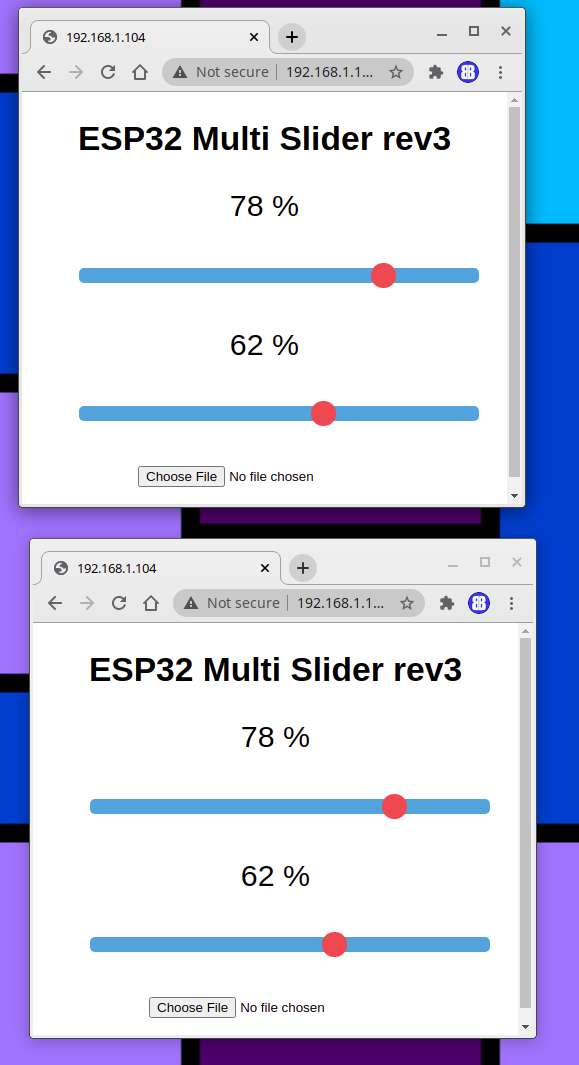 192.168.1.104
Not secure 192.168.1.1...
ESP32 Multi Slider rev3
78 %
62 %
Choose File No file chosen
192.168.1.104
Not secure 192.168.1.1...
ESP32 Multi Slider rev3
78 %
62 %
Choose File No file chosen